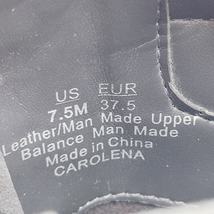 US EUR
7.5M 37.5
Leather/Man Made Upper
Balance Man Made
Made in China
CAROLENA